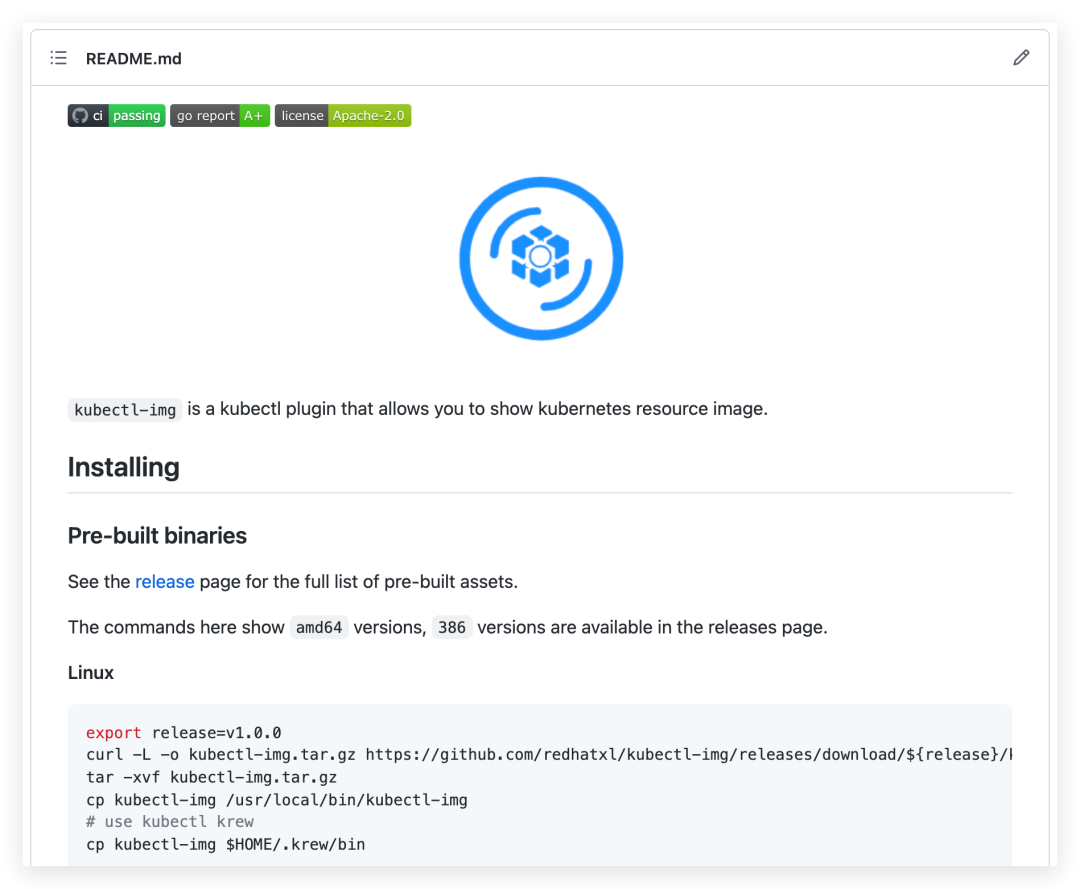 README.md
ci passing go report A+ license Apache-2.0
kubectl-img is a kubectl plugin that allows you to show kubernetes resource image.
Installing
Pre-built binaries
See the release page for the full list of pre-built assets.
The commands here show amd64 versions, 386 versions are available in the releases page.
Linux
export release=v1.0.0
curl -L -o kubectl-img.tar.gz https://github.com/redhatxl/kubectl-img/releases/download/${release}/
tar -xvf kubectl-img.tar.gz
cp kubectl-img /usr/local/bin/kubectl-img
# use kubectl krew
cp kubectl-img $HOME/.krew/bin